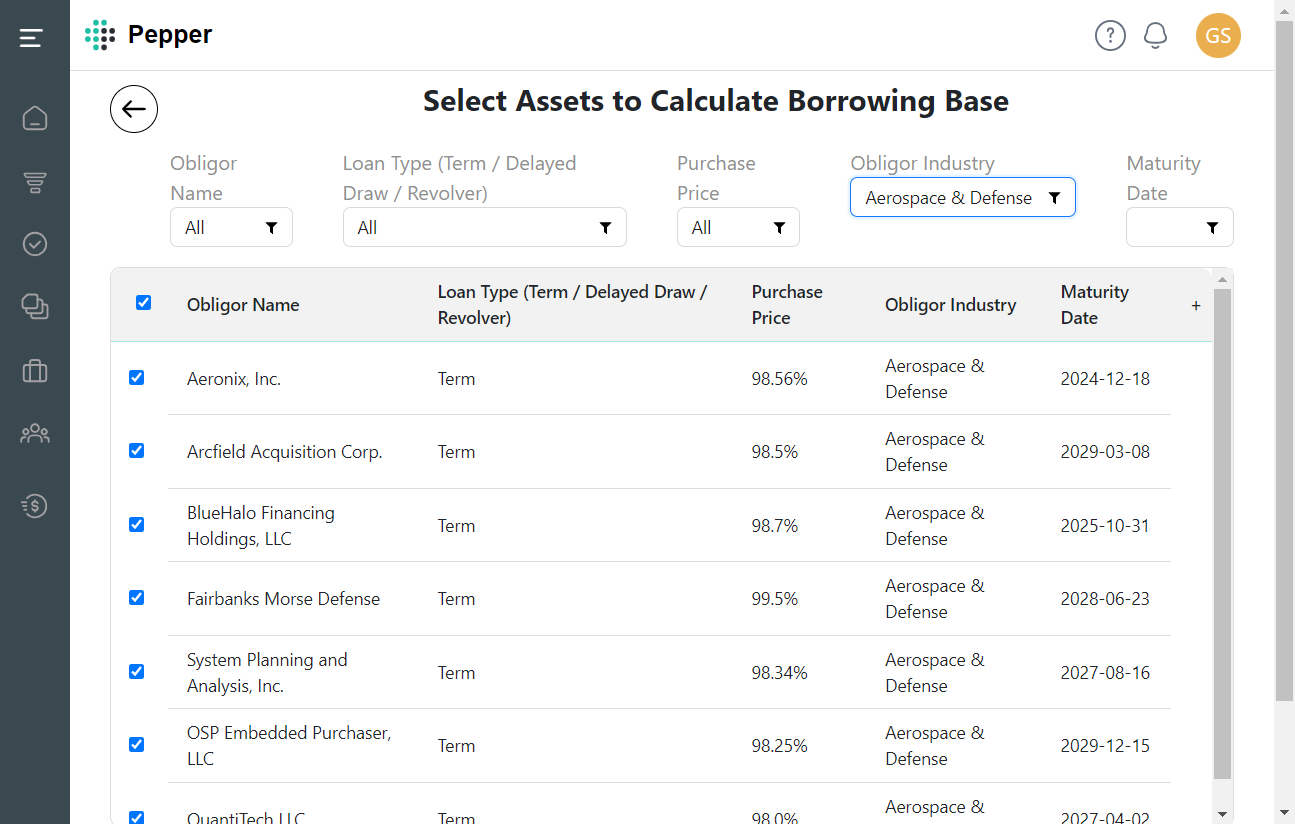 Pepper
?
GS
Select Assets to Calculate Borrowing Base
Obligor
Name
All
Loan Type (Term / Delayed
Draw / Revolver)
All
Purchase
Price
All
Obligor Industry
Aerospace & Defense
Maturity
Date
Obligor Name
Loan Type (Term / Delayed Draw /
Revolver)
Purchase
Price
Obligor Industry
Maturity
Date
+
Aeronix, Inc.
Term
98.56%
Aerospace &
Defense
2024-12-18
Arcfield Acquisition Corp.
Term
98.5%
Aerospace &
Defense
2029-03-08
BlueHalo Financing
Holdings, LLC
Term
98.7%
Aerospace &
Defense
2025-10-31
Fairbanks Morse Defense
Term
99.5%
Aerospace &
Defense
2028-06-23
System Planning and
Analysis, Inc.
Term
98.34%
Aerospace &
Defense
2027-08-16
OSP Embedded Purchaser,
LLC
Term
98.25%
Aerospace &
Defense
2029-12-15
QuantiTech LLC
Term
98.0%
Aerospace &
2027-04-02
$